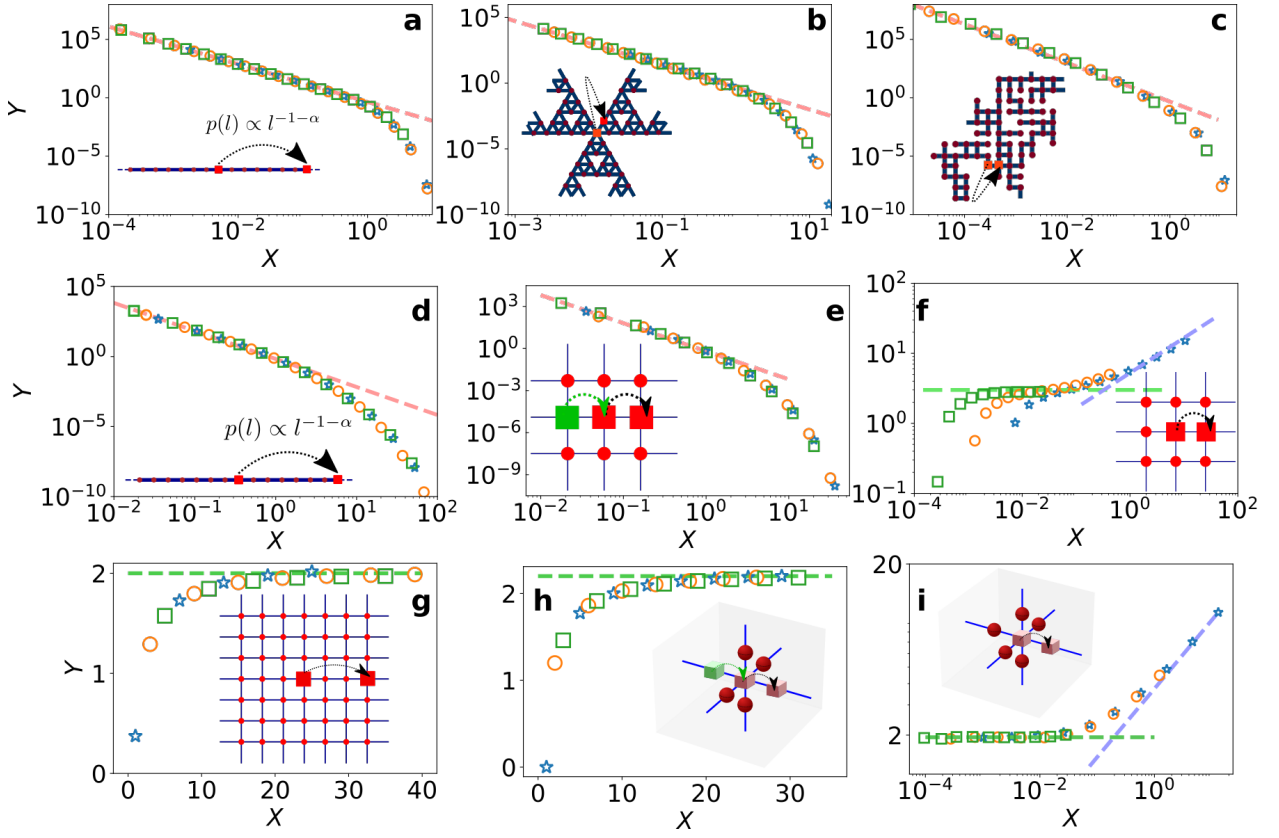 a
10^5
10^0
10^{-5}
10^{-10}
Y
p(l) ∝ l^{-1-α}
10^{-4} 10^{-2} 10^0
X
b
10^5
10^0
10^{-5}
10^{-10}
10^{-3} 10^{-1} 10^1
X
c
10^5
10^0
10^{-5}
10^{-10}
10^{-4} 10^{-2} 10^0
X
d
10^5
10^0
10^{-5}
10^{-10}
Y
p(l) ∝ l^{-1-α}
10^{-2} 10^{-1} 10^0 10^1 10^2
X
e
10^3
10^0
10^{-3}
10^{-6}
10^{-9}
10^{-2} 10^{-1} 10^0 10^1
X
f
10^2
10^1
10^0
10^{-1}
10^{-4} 10^{-2} 10^0 10^2
X
g
2
1
0
Y
0 10 20 30 40
X
h
2
1
0
0 10 20 30
X
i
20
2
10^{-4} 10^{-2} 10^0
X